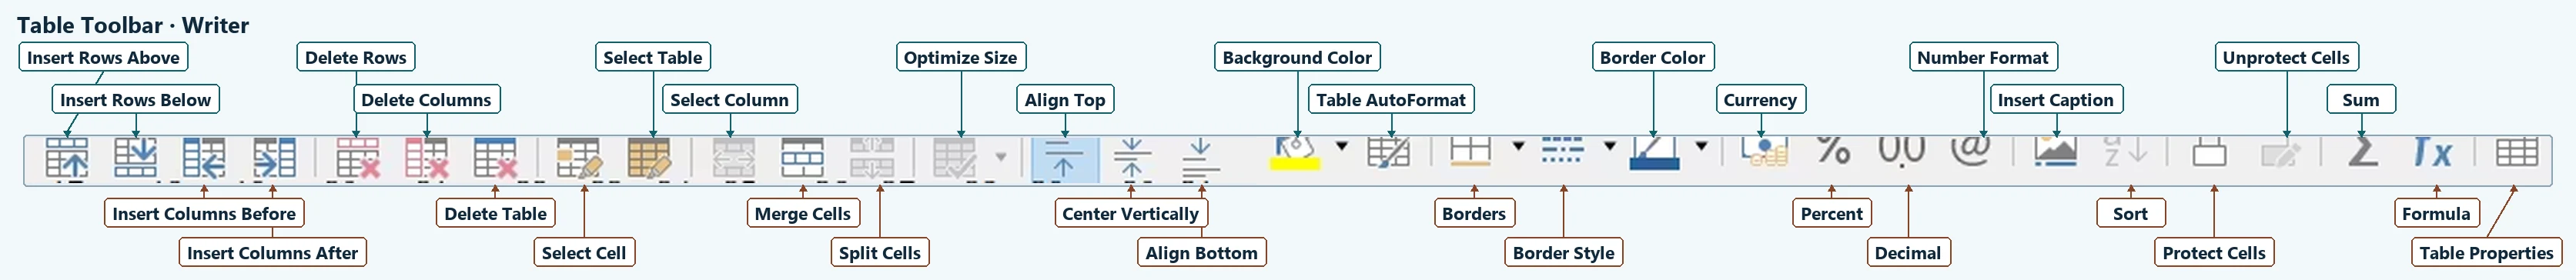 Table Toolbar · Writer
Insert Rows Above
Delete Rows
Select Table
Optimize Size
Background Color
Border Color
Number Format
Unprotect Cells
Insert Rows Below
Delete Columns
Select Column
Align Top
Table AutoFormat
Currency
Insert Caption
Sum
Insert Columns Before
Delete Table
Merge Cells
Center Vertically
Borders
Percent
Sort
Formula
Insert Columns After
Select Cell
Split Cells
Align Bottom
Border Style
Decimal
Protect Cells
Table Properties